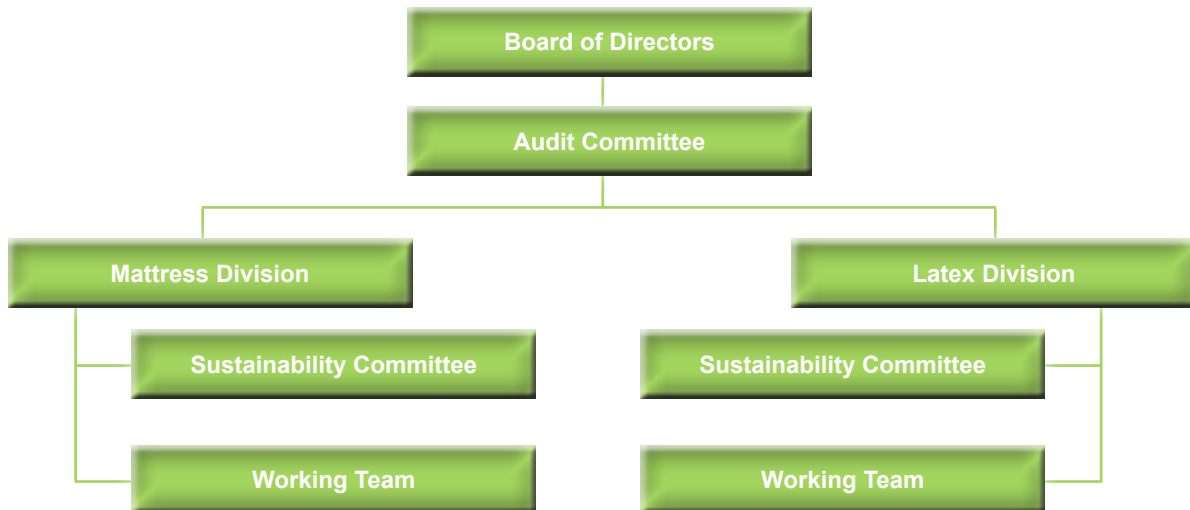 Board of Directors
Audit Committee
Mattress Division
Latex Division
Sustainability Committee
Sustainability Committee
Working Team
Working Team